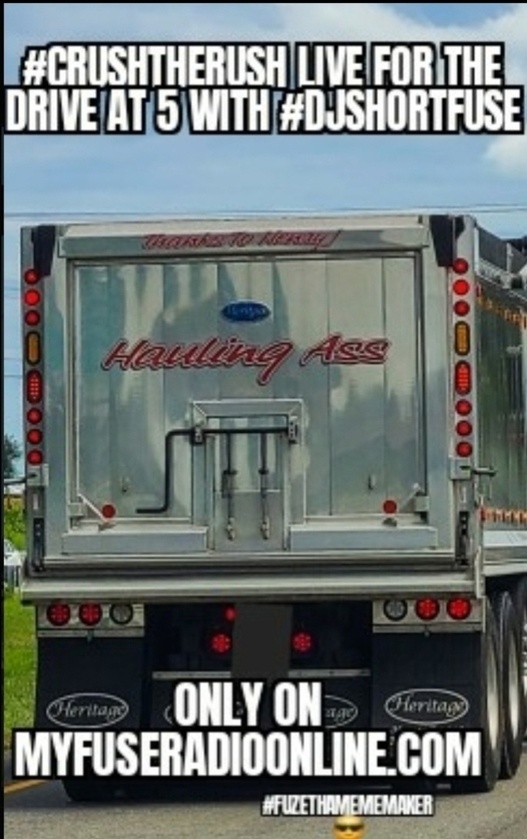 #CRUSHTHERUSH LIVE FOR THE
DRIVE AT 5 WITH #DJSHORTFUSE
Thanks To Henry!
Heritage
Hauling Ass
Heritage
Heritage
ONLY ON
MYFUSERADIOONLINE.COM
#FUZETHAMEMEMAKER